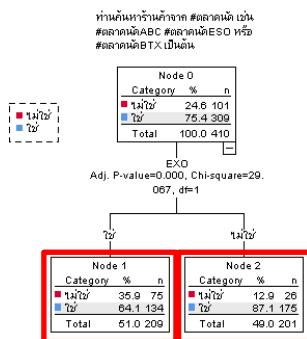 ท่านค้นหาร้านค้าจาก #ตลาดนัด เช่น
#ตลาดนัดABC #ตลาดนัดESO หรือ
#ตลาดนัดBTX เป็นต้น
Node 0
Category % n
ไม่ใช่ 24.6 101
ใช่ 75.4 309
Total 100.0 410
ไม่ใช่
ใช่
EXO
Adj. P-value=0.000, Chi-square=29.
067, df=1
ใช่ ไม่ใช่
Node 1
Category % n
ไม่ใช่ 35.9 75
ใช่ 64.1 134
Total 51.0 209
Node 2
Category % n
ไม่ใช่ 12.9 26
ใช่ 87.1 175
Total 49.0 201